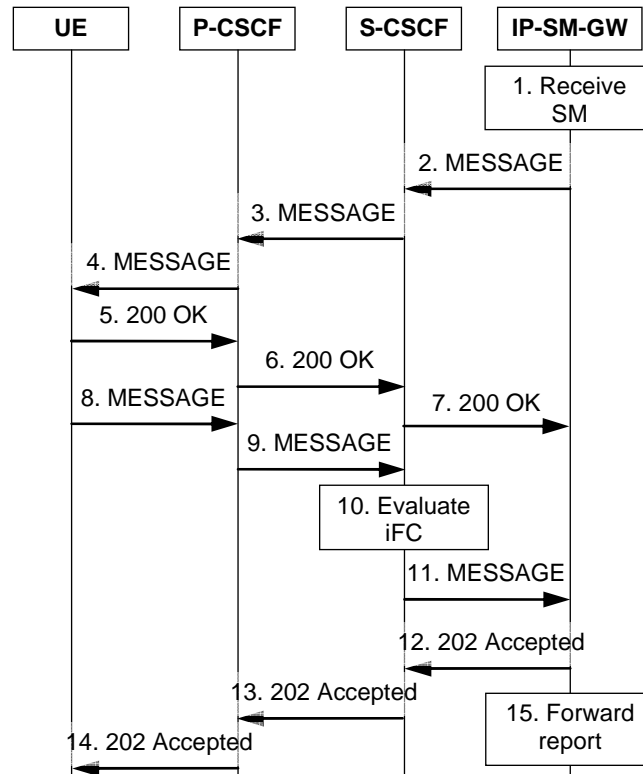 UE P-CSCF S-CSCF IP-SM-GW
1. Receive
SM
2. MESSAGE
3. MESSAGE
4. MESSAGE
5. 200 OK
6. 200 OK
8. MESSAGE
7. 200 OK
9. MESSAGE
10. Evaluate
iFC
11. MESSAGE
12. 202 Accepted
13. 202 Accepted
14. 202 Accepted
15. Forward
report